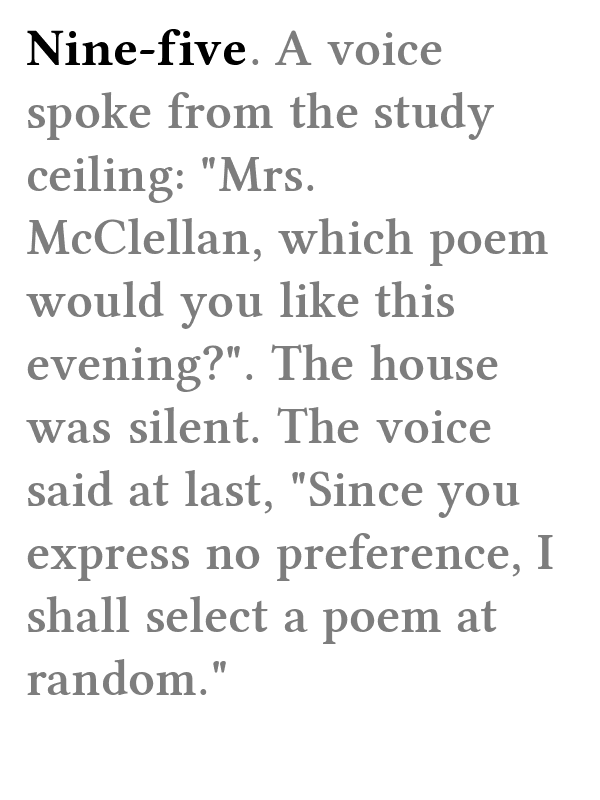 Nine-five. A voice
spoke from the study
ceiling: "Mrs.
McClellan, which poem
would you like this
evening?". The house
was silent. The voice
said at last, "Since you
express no preference, I
shall select a poem at
random."